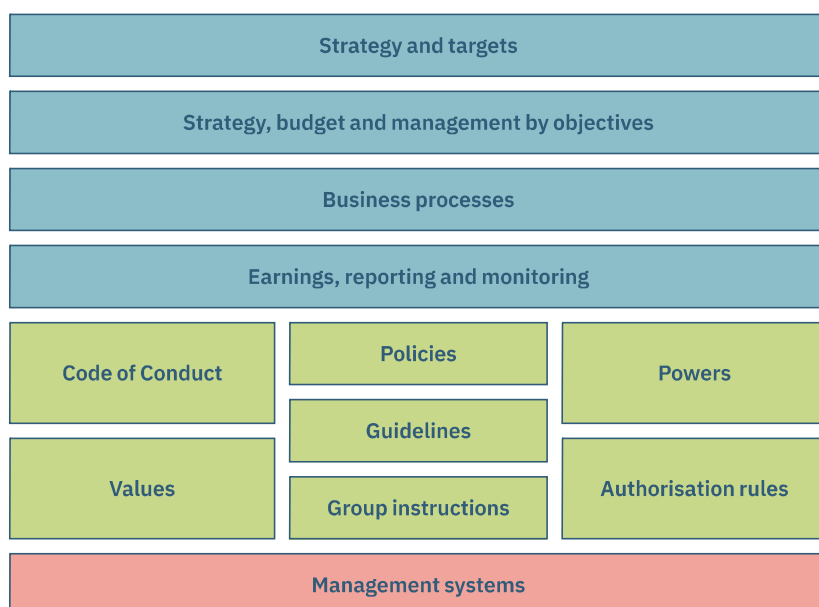 Strategy and targets
Strategy, budget and management by objectives
Business processes
Earnings, reporting and monitoring
Code of Conduct
Values
Policies
Guidelines
Group instructions
Powers
Authorisation rules
Management systems